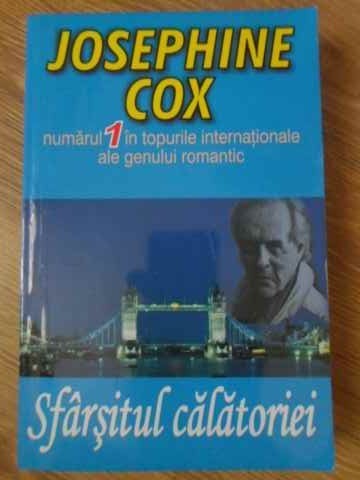 JOSEPHINE
COX
numărul 1 în topurile internaționale
ale genului romantic
Sfârșitul călătoriei